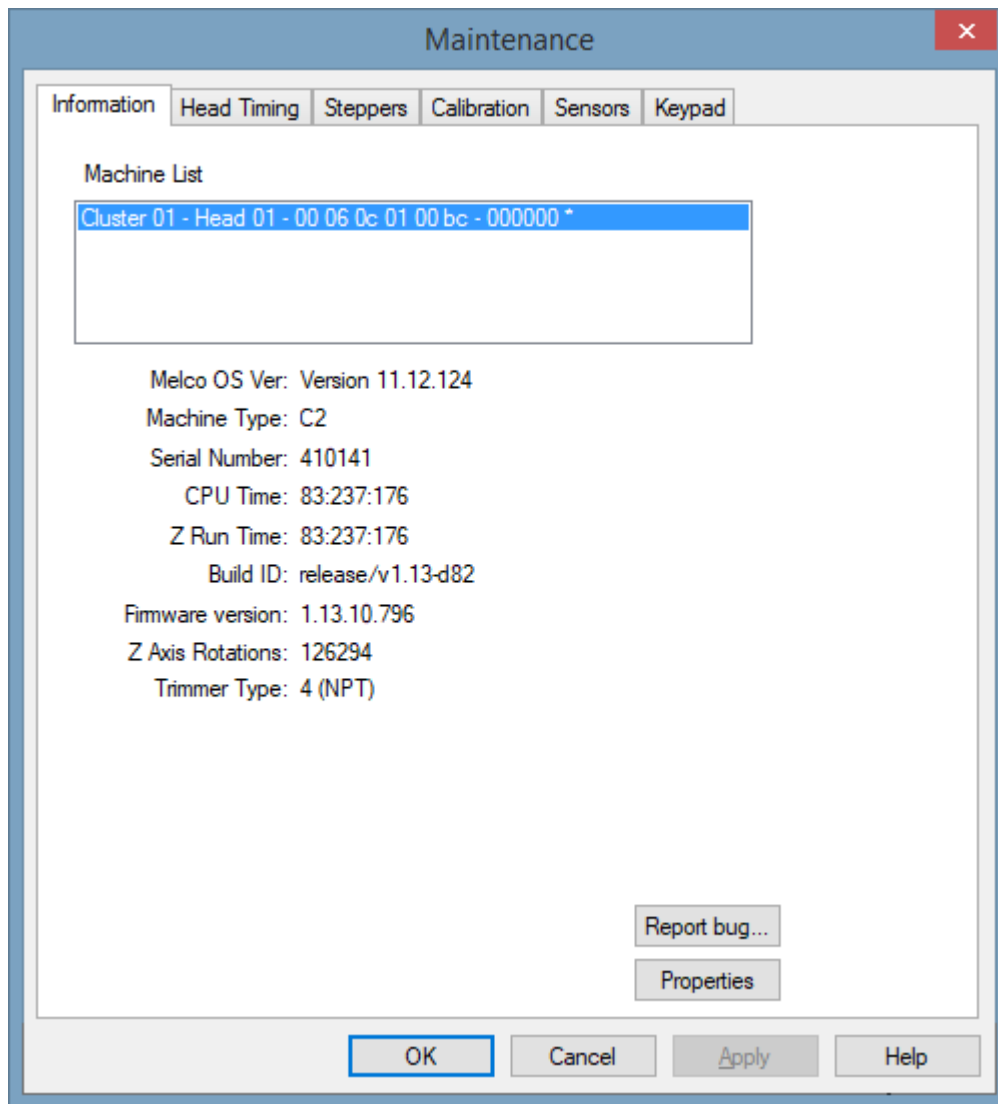 Maintenance
Information Head Timing Steppers Calibration Sensors Keypad
Machine List
Cluster 01 - Head 01 - 00 06 0c 01 00 bc - 000000 *
Melco OS Ver: Version 11.12.124
Machine Type: C2
Serial Number: 410141
CPU Time: 83:237:176
Z Run Time: 83:237:176
Build ID: release/v1.13-d82
Firmware version: 1.13.10.796
Z Axis Rotations: 126294
Trimmer Type: 4 (NPT)
Report bug...
Properties
OK Cancel Apply Help